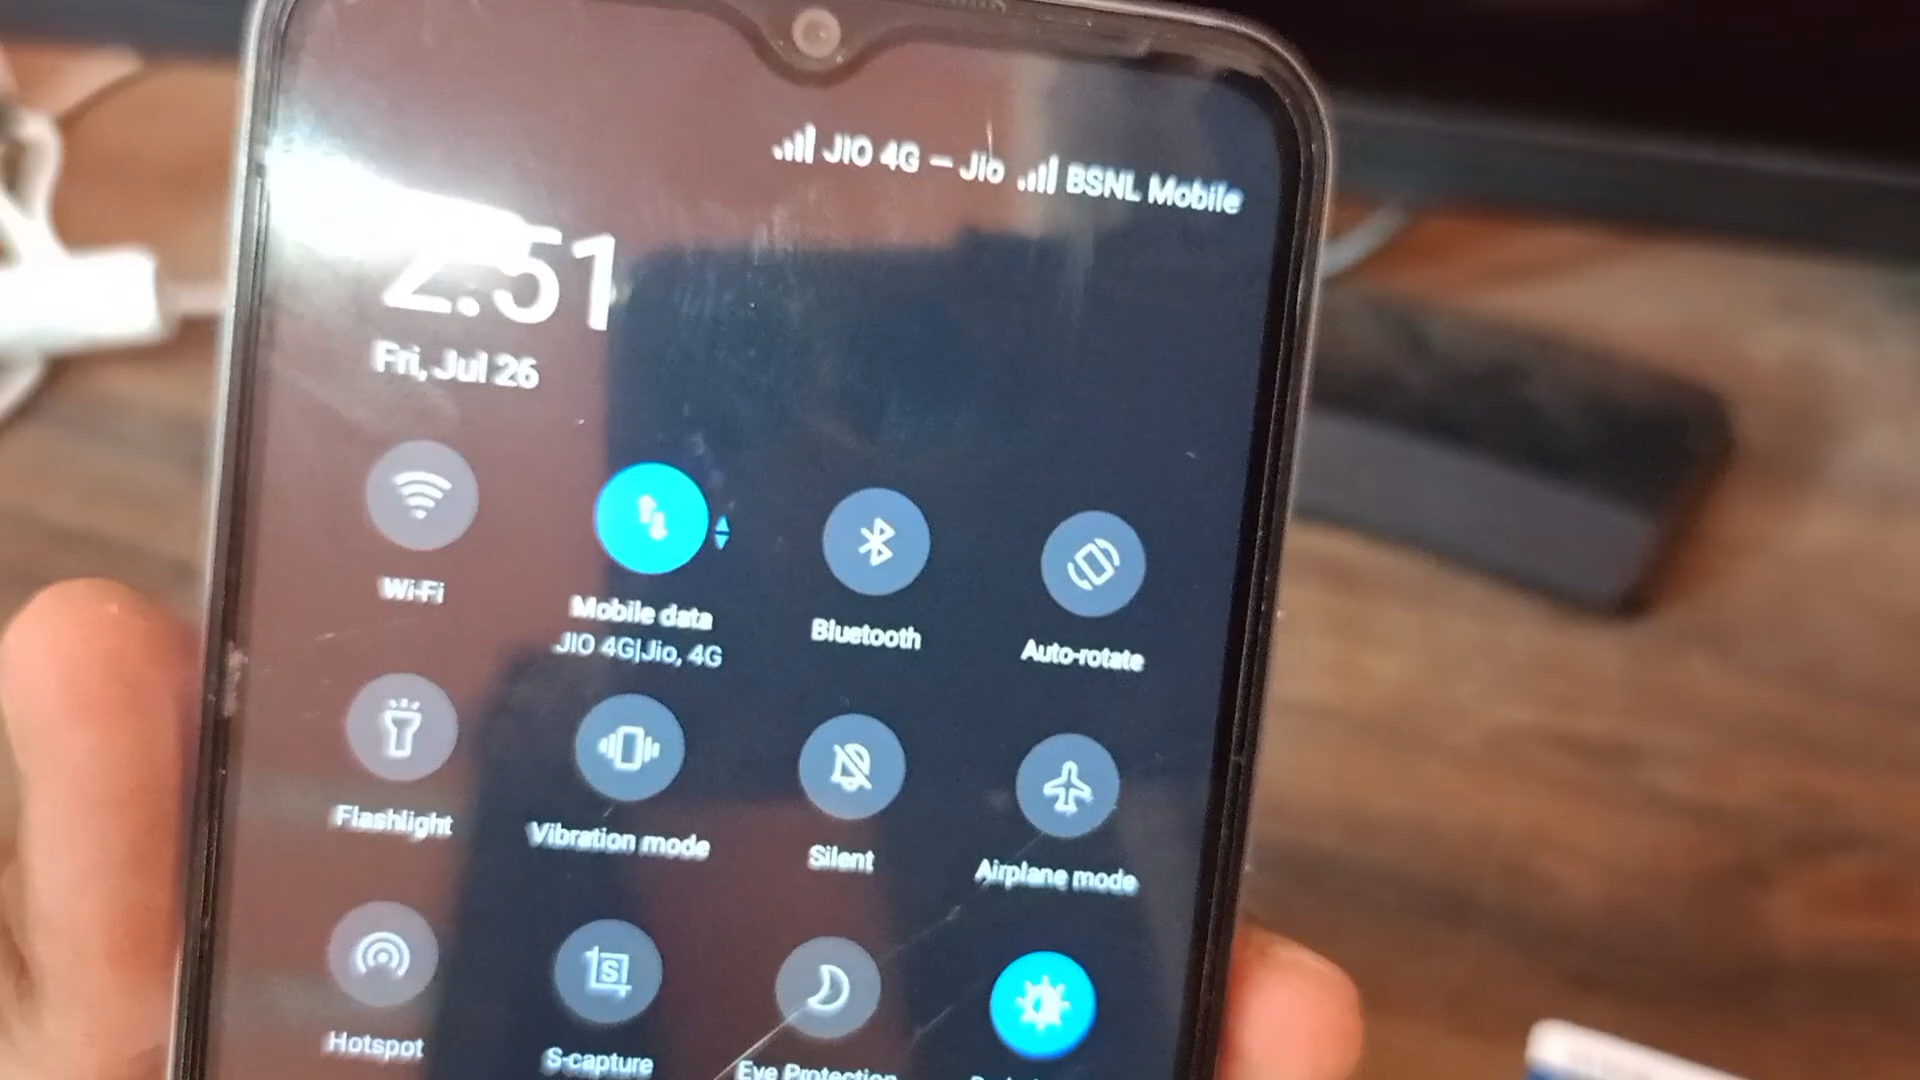 JIO 4G — Jio BSNL Mobile
2:51
Fri, Jul 26
Wi-Fi
Mobile data
JIO 4G|Jio, 4G
Bluetooth
Auto-rotate
Flashlight
Vibration mode
Silent
Airplane mode
Hotspot
S-capture
Eye Protection